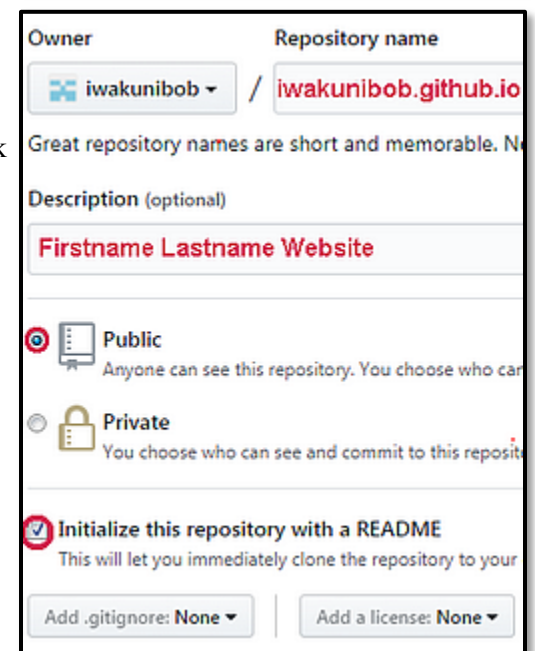 Owner Repository name
iwakunibob / iwakunibob.github.io
k
Great repository names are short and memorable. N
Description (optional)
Firstname Lastname Website
Public
Anyone can see this repository. You choose who can
Private
You choose who can see and commit to this reposito
Initialize this repository with a README
This will let you immediately clone the repository to your
Add .gitignore: None Add a license: None